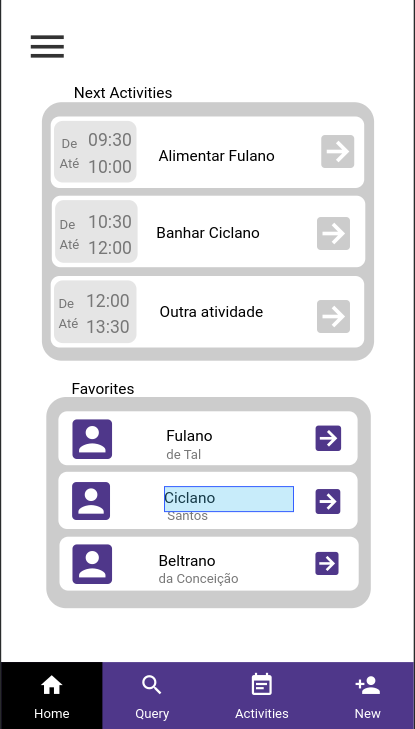 Next Activities
De 09:30
Até 10:00
Alimentar Fulano
De 10:30
Até 12:00
Banhar Ciclano
De 12:00
Até 13:30
Outra atividade
Favorites
Fulano
de Tal
Ciclano
Santos
Beltrano
da Conceição
Home Query Activities New